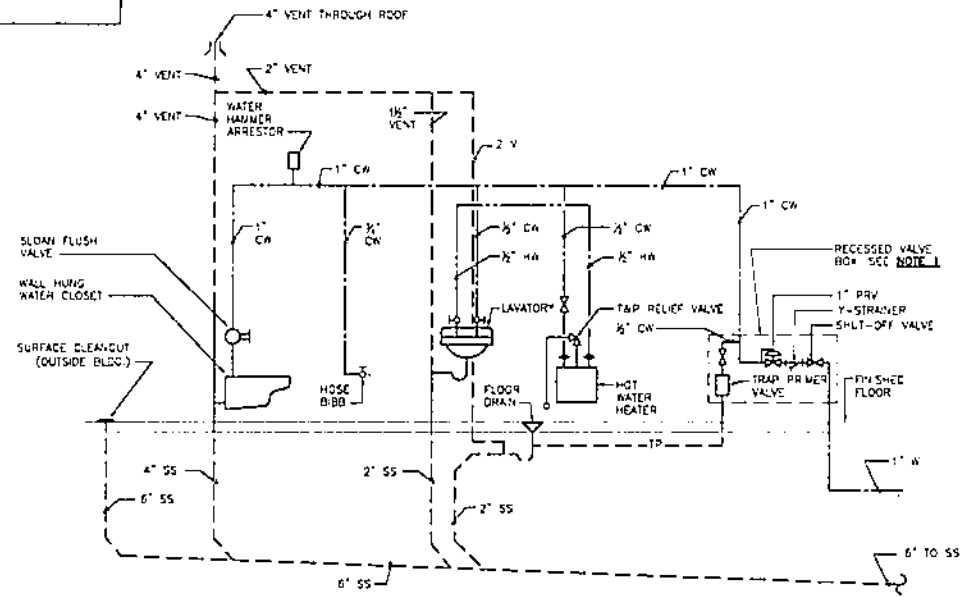 4" VENT THROUGH ROOF
4" VENT
2" VENT
4" VENT
WATER
HAMMER
ARRESTOR
1½"
VENT
2 V
1" CW
1" CW
1"
CW
¾"
CW
½" CW
½" HW
½" CW
½" HW
1" CW
SLOAN FLUSH
VALVE
WALL HUNG
WATER CLOSET
SURFACE CLEANOUT
(OUTSIDE BLDG.)
HOSE
BIBB
LAVATORY
T&P RELIEF VALVE
½" CW
RECESSED VALVE
BOX SEE NOTE 1
1" PRV
Y-STRAINER
SHUT-OFF VALVE
FLOOR
DRAIN
HOT
WATER
HEATER
TRAP PRIMER
VALVE
FINISHED
FLOOR
TP
4" SS
2" SS
1" W
6" SS
2" SS
6" SS
6" TO SS